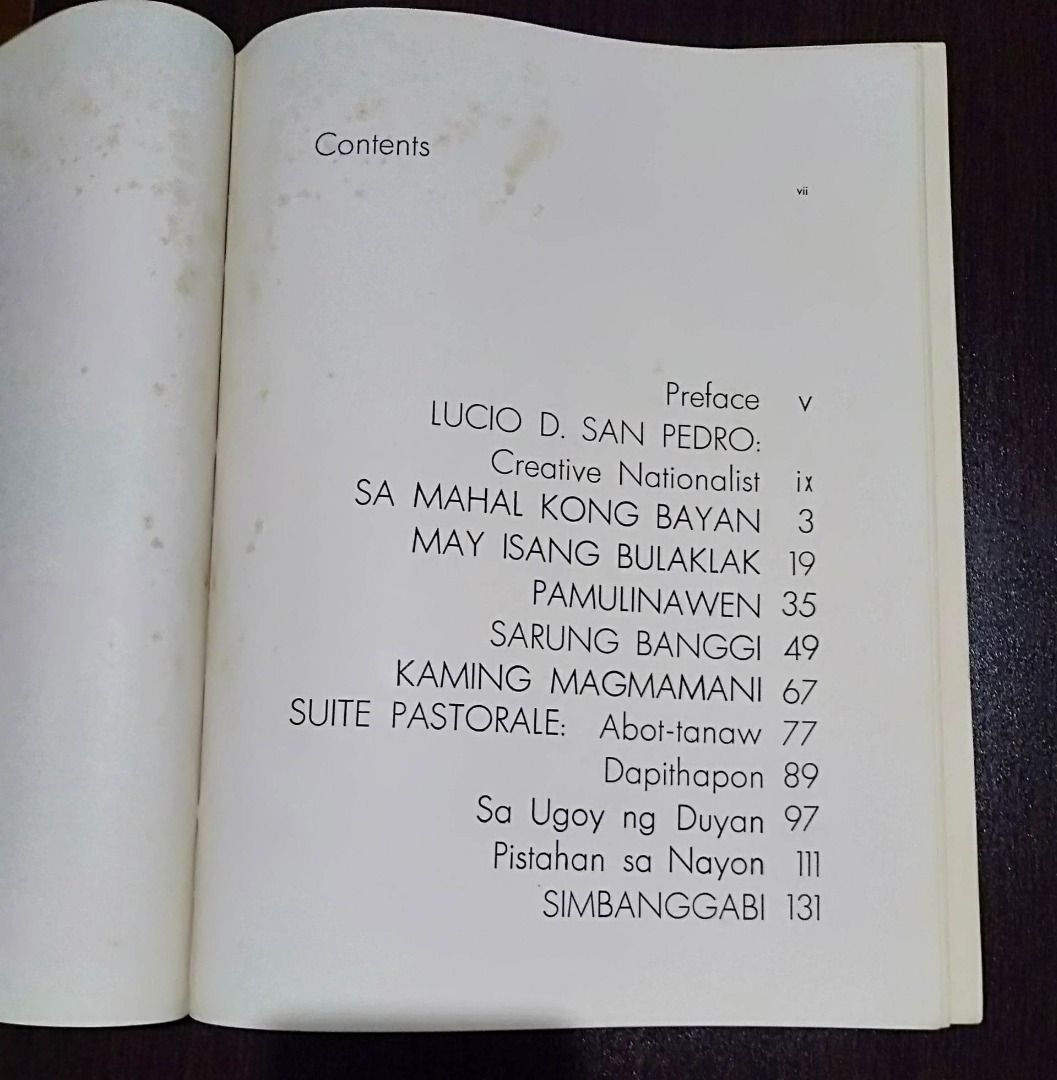 Contents
vii
Preface v
LUCIO D. SAN PEDRO:
Creative Nationalist ix
SA MAHAL KONG BAYAN 3
MAY ISANG BULAKLAK 19
PAMULINAWEN 35
SARUNG BANGGI 49
KAMING MAGMAMANI 67
SUITE PASTORALE: Abot-tanaw 77
Dapithapon 89
Sa Ugoy ng Duyan 97
Pistahan sa Nayon 111
SIMBANGGABI 131